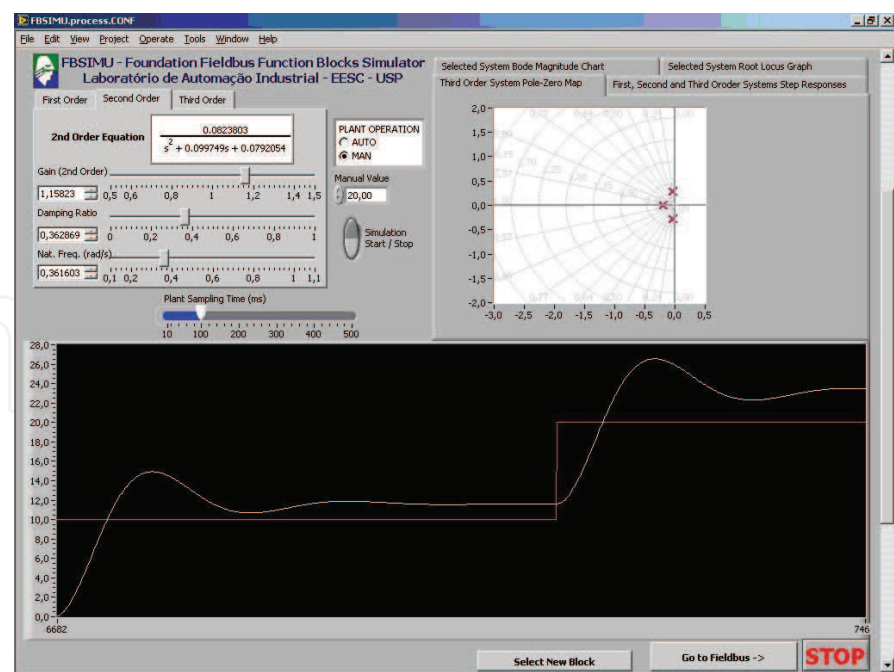 FBSIMU.process.CONF
File Edit View Project Operate Tools Window Help
FBSIMU - Foundation Fieldbus Function Blocks Simulator
Laboratório de Automação Industrial - EESC - USP
First Order Second Order Third Order
2nd Order Equation
0.0823803
s² + 0.099749s + 0.0792054
PLANT OPERATION
AUTO
MAN
Gain (2nd Order)
1,15823
0,5 0,6 0,8 1 1,2 1,4 1,5
Manual Value
20,00
Damping Ratio
0,362869
0 0,2 0,4 0,6 0,8 1
Simulation
Start / Stop
Nat. Freq. (rad/s)
0,361603
0,1 0,2 0,4 0,6 0,8 1 1,1
Plant Sampling Time (ms)
10 100 200 300 400 500
Selected System Bode Magnitude Chart Selected System Root Locus Graph
Third Order System Pole-Zero Map First, Second and Third Oroder Systems Step Responses
2,0
1,5
1,0
0,5
0,0
-0,5
-1,0
-1,5
-2,0
-3,0 -2,5 -2,0 -1,5 -1,0 -0,5 0,0 0,5
28,0
26,0
24,0
22,0
20,0
18,0
16,0
14,0
12,0
10,0
8,0
6,0
4,0
2,0
0,0
6682 746
Select New Block Go to Fieldbus -> STOP